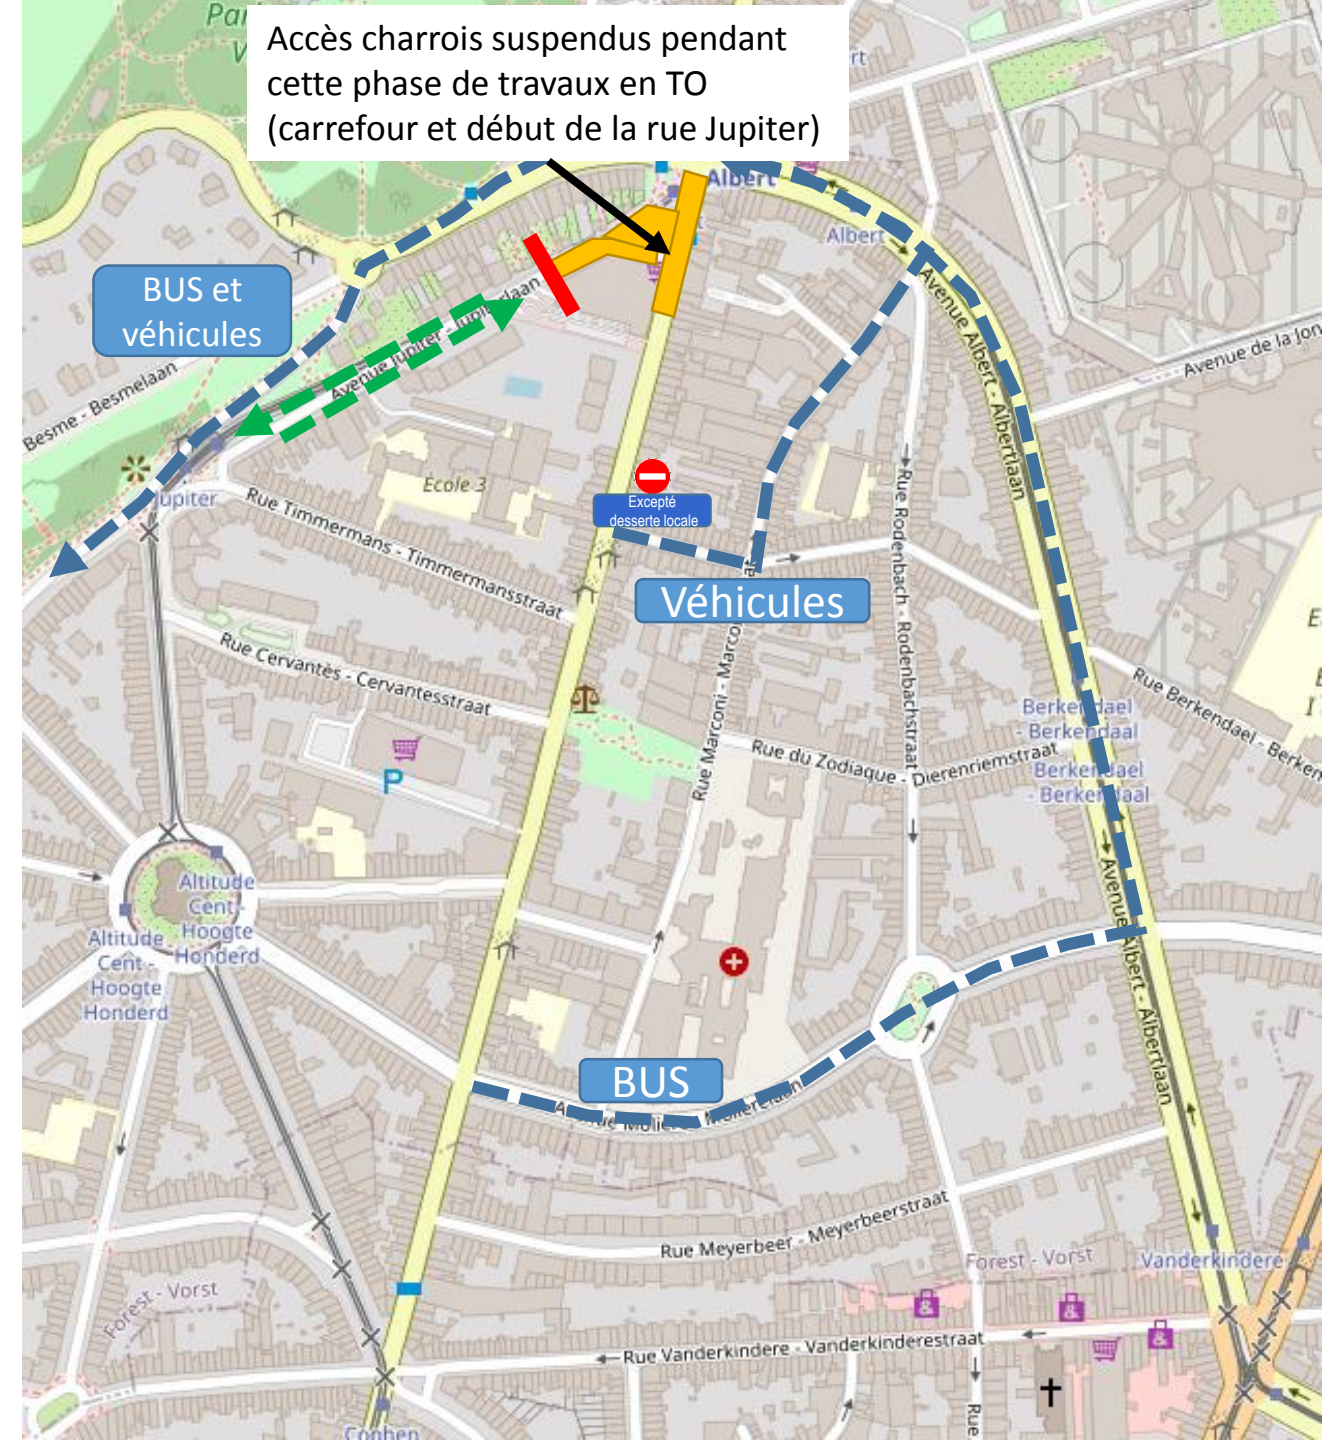 Accès charrois suspendus pendant
cette phase de travaux en TO
(carrefour et début de la rue Jupiter)
Albert
Albert
BUS et
véhicules
Avenue Albert - Albertlaan
Avenue de la Jon
Besme - Besmelaan
Avenue Jupiter - Jupiterlaan
École 3
Jupiter
Excepté
desserte locale
Rue Timmermans - Timmermansstraat
Rue Rodenbach - Rodenbachstraat
Véhicules
Rue Cervantès - Cervantesstraat
Rue Marconi - Marco
Rue Berkendael - Berken
Berkendael
- Berkendaal
Rue du Zodiaque - Dierenriemstraat
Berkendael
- Berkendaal
P
Altitude
Cent -
Hoogte
Honderd
Altitude
Cent -
Hoogte
Honderd
Avenue Albert - Albertlaan
BUS
Avenue Molière - Molièrelaan
Rue Meyerbeer - Meyerbeerstraat
Forest - Vorst
Vanderkindere
Forest - Vorst
Rue Vanderkindere - Vanderkinderestraat
Rue